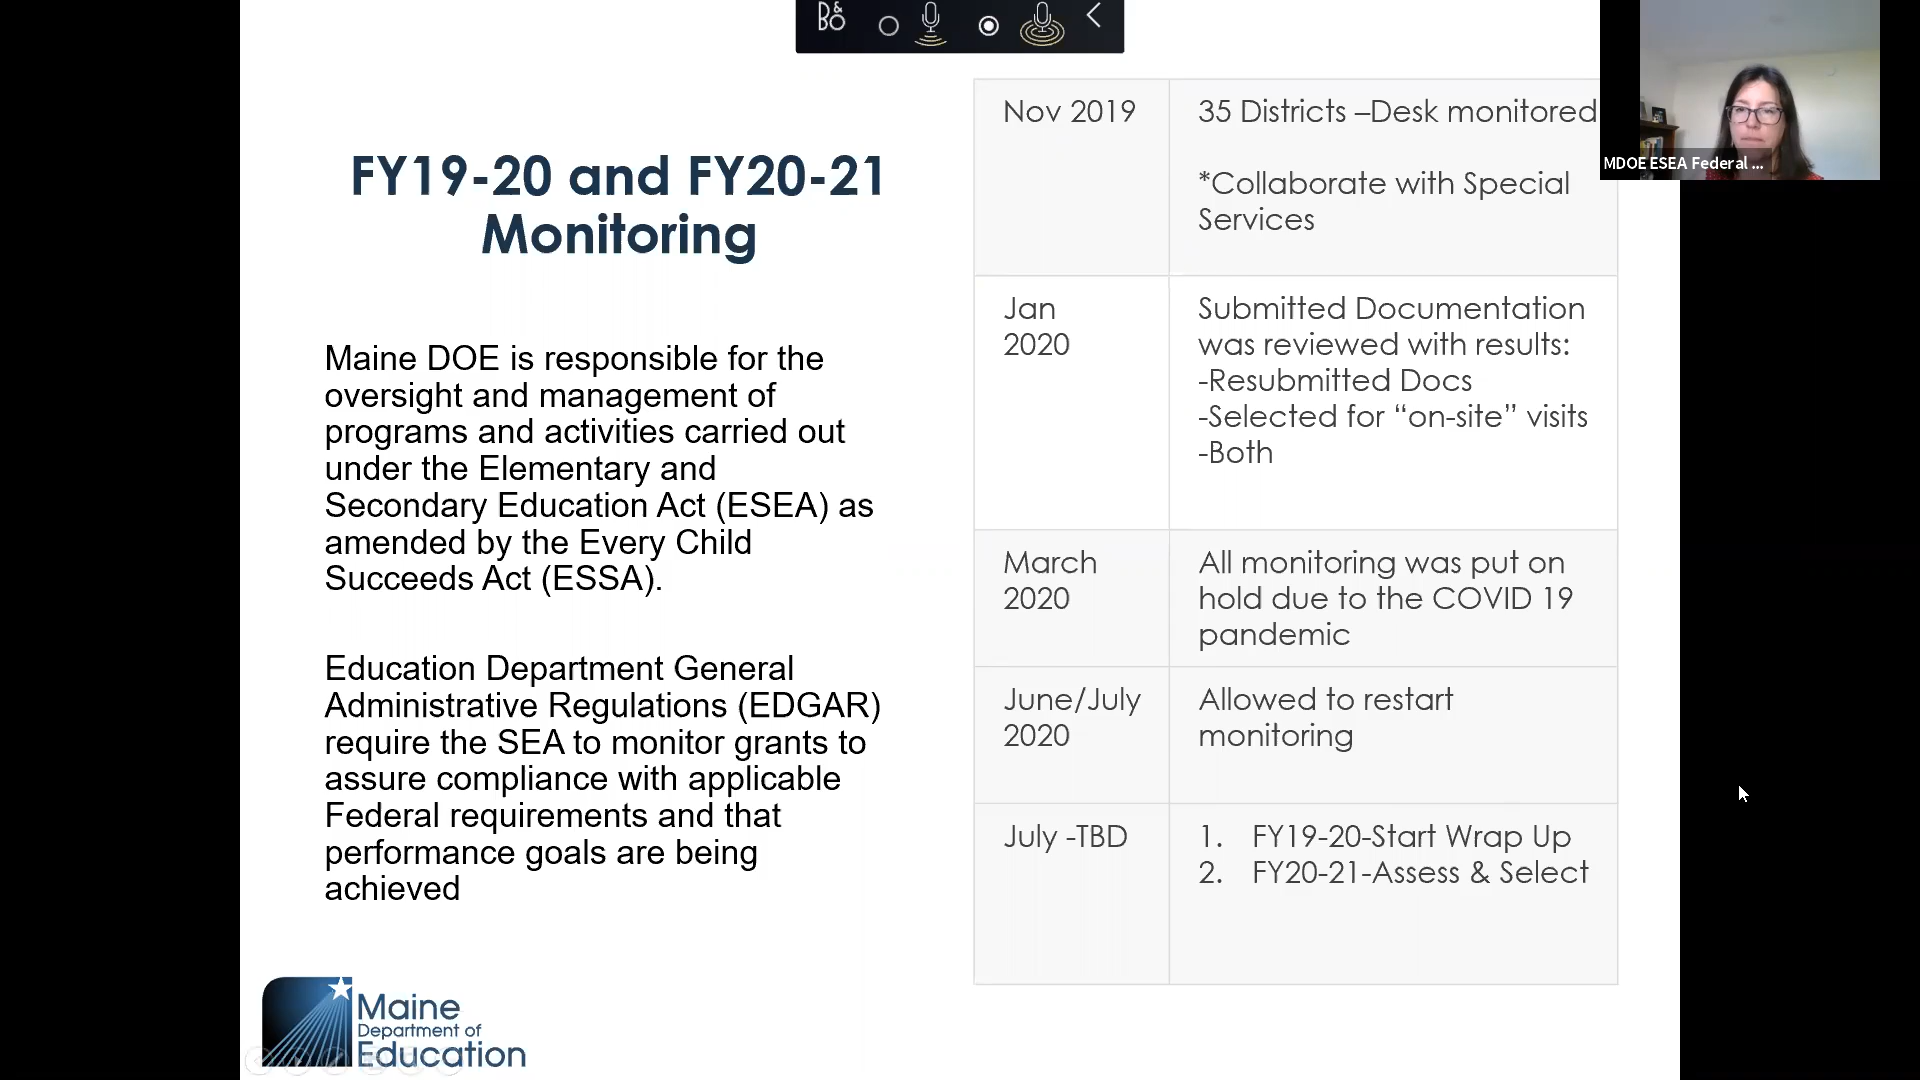 B&O
FY19-20 and FY20-21
Monitoring
Maine DOE is responsible for the
oversight and management of
programs and activities carried out
under the Elementary and
Secondary Education Act (ESEA) as
amended by the Every Child
Succeeds Act (ESSA).
Education Department General
Administrative Regulations (EDGAR)
require the SEA to monitor grants to
assure compliance with applicable
Federal requirements and that
performance goals are being
achieved
Nov 2019
35 Districts –Desk monitored
*Collaborate with Special
Services
Jan
2020
Submitted Documentation
was reviewed with results:
-Resubmitted Docs
-Selected for “on-site” visits
-Both
March
2020
All monitoring was put on
hold due to the COVID 19
pandemic
June/July
2020
Allowed to restart
monitoring
July -TBD
1. FY19-20-Start Wrap Up
2. FY20-21-Assess & Select
MDOE ESEA Federal ...
Maine
Department of
Education